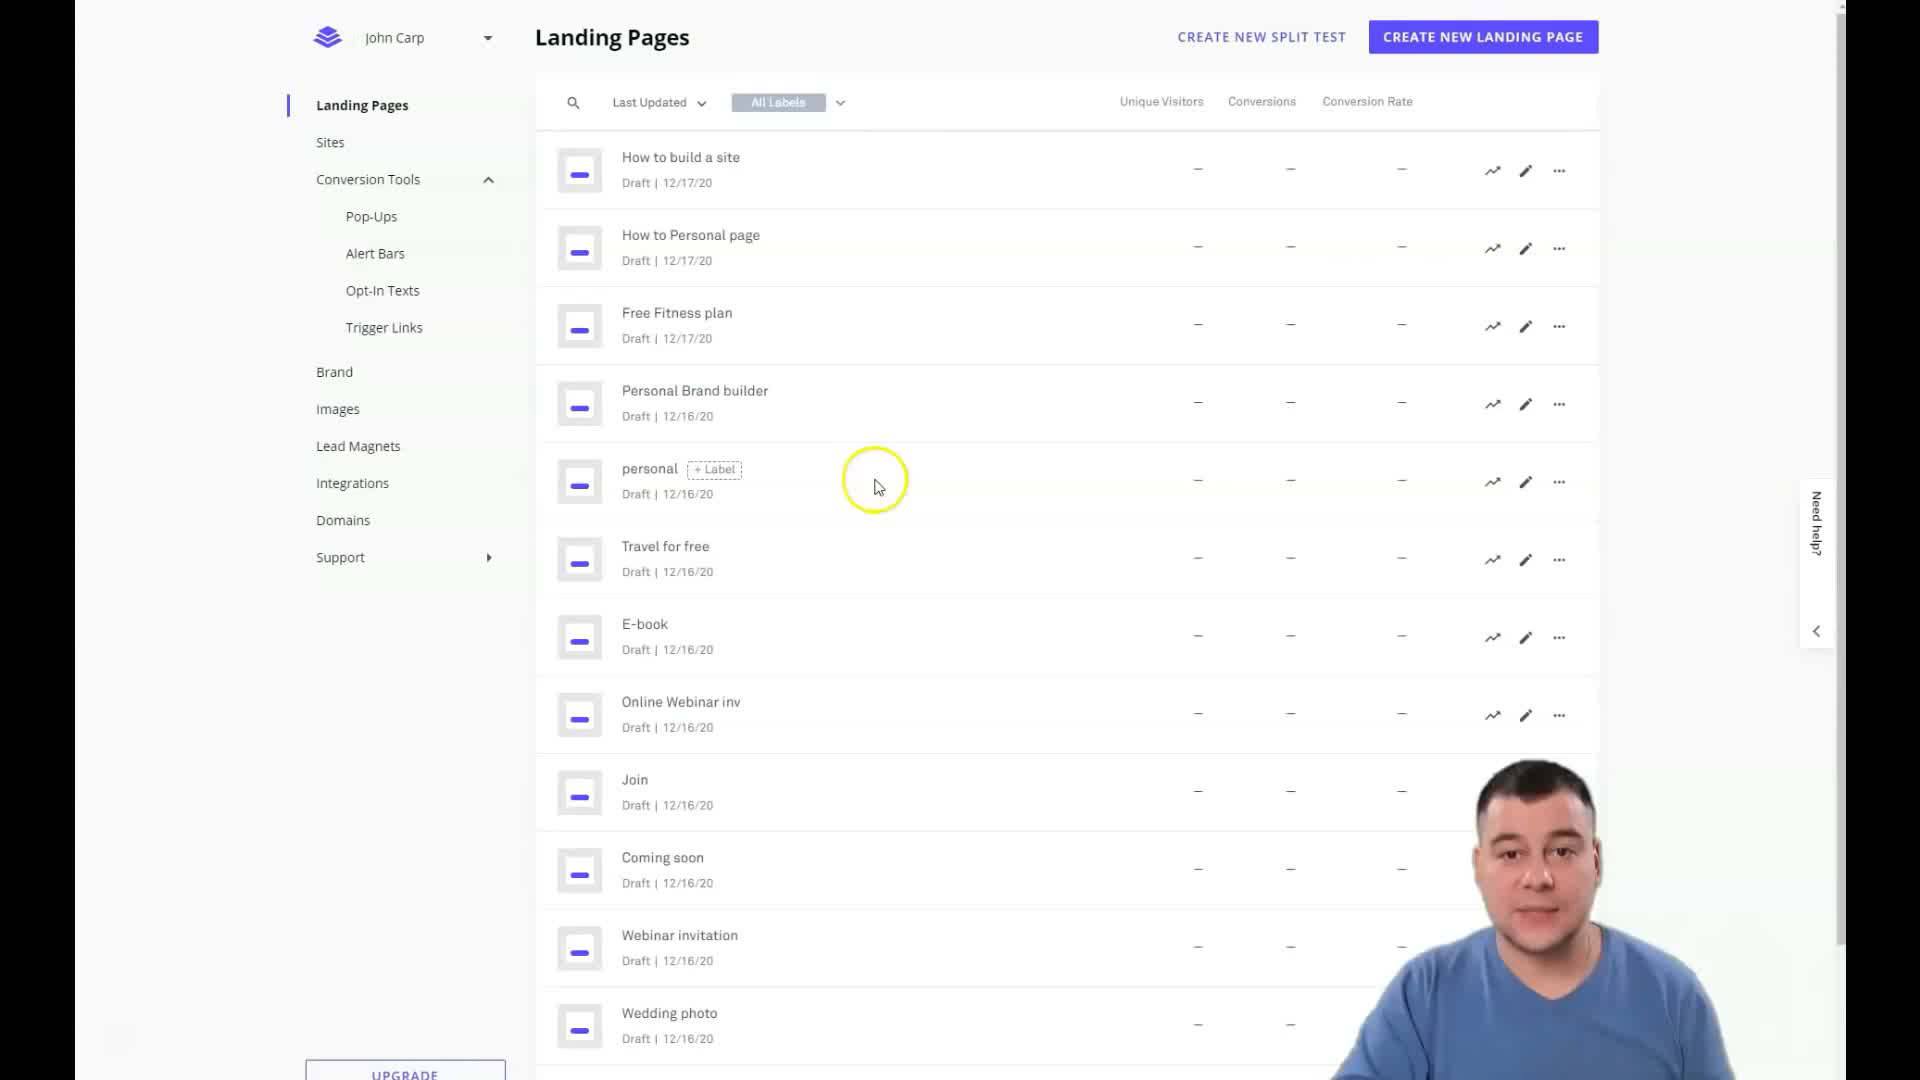 John Carp
Landing Pages
CREATE NEW SPLIT TEST
CREATE NEW LANDING PAGE
Landing Pages
Sites
Conversion Tools
Pop-Ups
Alert Bars
Opt-In Texts
Trigger Links
Brand
Images
Lead Magnets
Integrations
Domains
Support
UPGRADE
Last Updated
All Labels
Unique Visitors
Conversions
Conversion Rate
How to build a site
Draft | 12/17/20
How to Personal page
Draft | 12/17/20
Free Fitness plan
Draft | 12/17/20
Personal Brand builder
Draft | 12/16/20
personal + Label
Draft | 12/16/20
Travel for free
Draft | 12/16/20
E-book
Draft | 12/16/20
Online Webinar inv
Draft | 12/16/20
Join
Draft | 12/16/20
Coming soon
Draft | 12/16/20
Webinar invitation
Draft | 12/16/20
Wedding photo
Draft | 12/16/20
Need help?